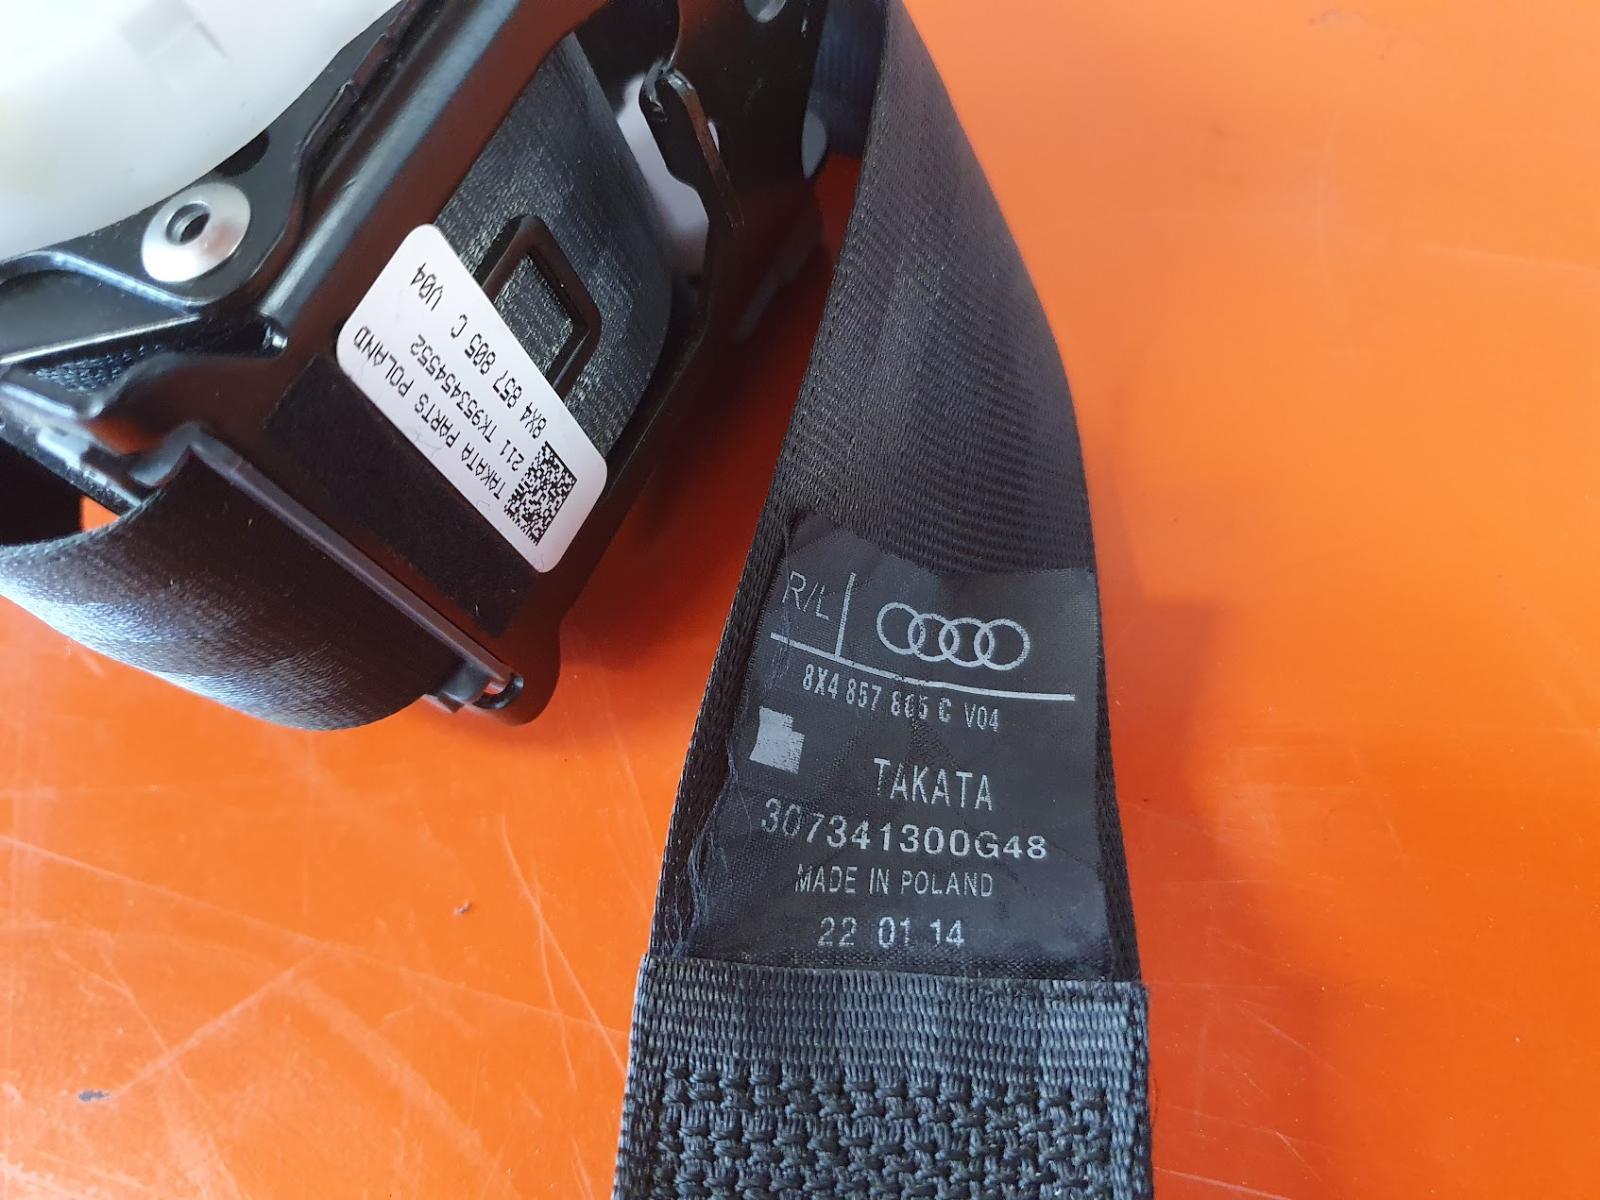 TAKATA PARTS POLAND
211 TK953454552
8X4 857 805 C V04
R/L
8X4 857 805 C V04
TAKATA
307341300G48
MADE IN POLAND
22 01 14